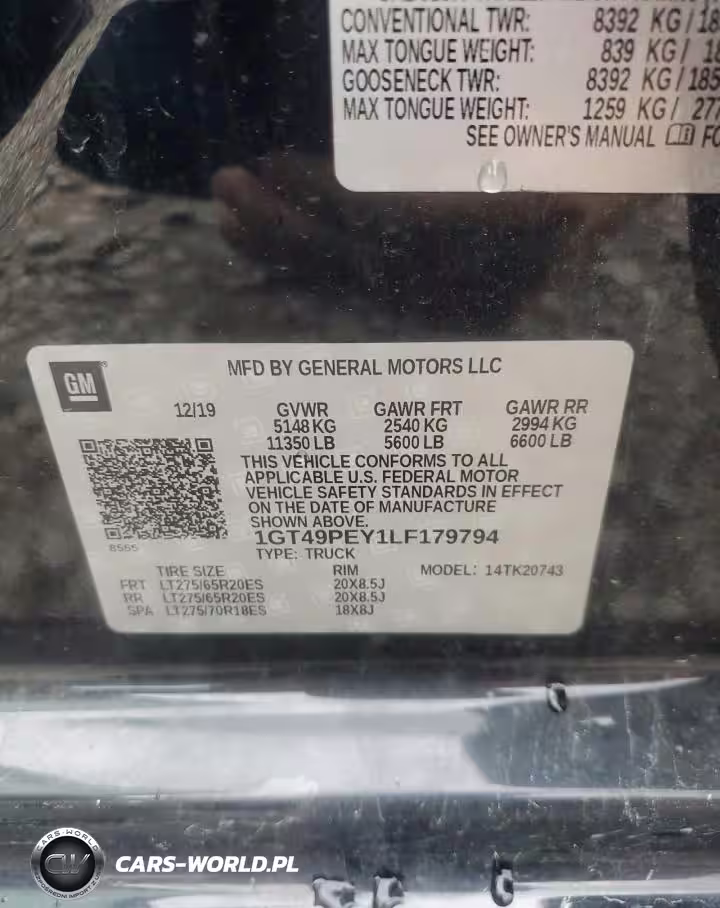 CONVENTIONAL TWR: 8392 KG/18
MAX TONGUE WEIGHT: 839 KG/ 18
GOOSENECK TWR: 8392 KG/185
MAX TONGUE WEIGHT: 1259 KG/ 277
SEE OWNER'S MANUAL FO
GM
MFD BY GENERAL MOTORS LLC
12/19 GVWR GAWR FRT GAWR RR
5148 KG 2540 KG 2994 KG
11350 LB 5600 LB 6600 LB
THIS VEHICLE CONFORMS TO ALL
APPLICABLE U.S. FEDERAL MOTOR
VEHICLE SAFETY STANDARDS IN EFFECT
ON THE DATE OF MANUFACTURE
SHOWN ABOVE.
1GT49PEY1LF179794
8565
TYPE: TRUCK
TIRE SIZE RIM MODEL: 14TK20743
FRT LT275/65R20ES 20X8.5J
RR LT275/65R20ES 20X8.5J
SPA LT275/70R18ES 18X8J
CARS-WORLD
CW
CARS-WORLD.PL